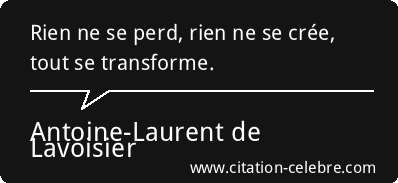 Rien ne se perd, rien ne se crée,
tout se transforme.
Antoine-Laurent de
Lavoisier
www.citation-celebre.com